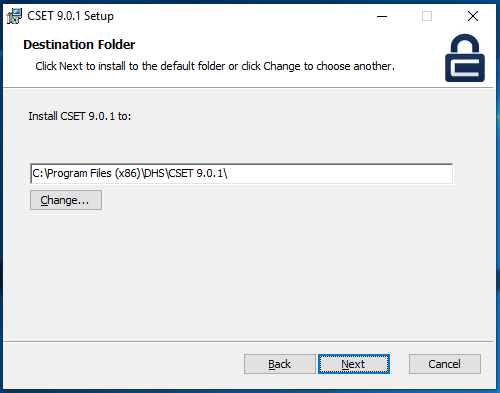 CSET 9.0.1 Setup
Destination Folder
Click Next to install to the default folder or click Change to choose another.
Install CSET 9.0.1 to:
C:\Program Files (x86)\DHS\CSET 9.0.1\
Change...
Back Next Cancel